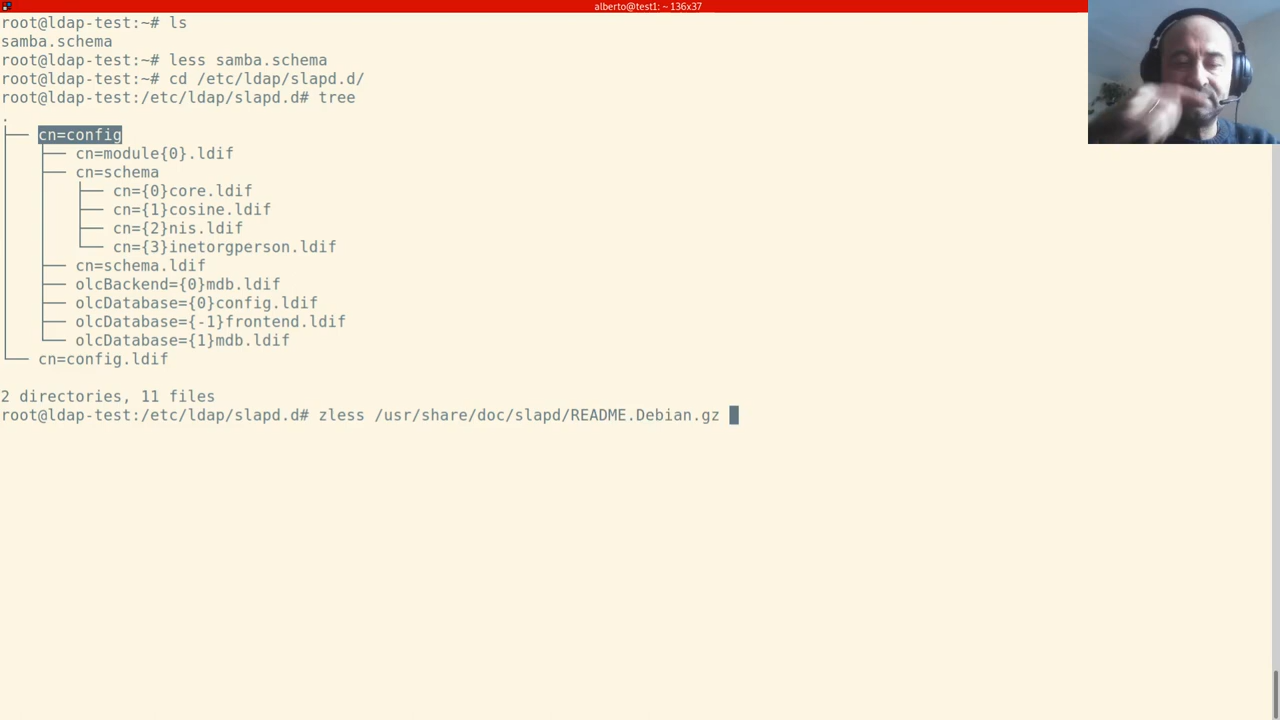 alberto@test1: ~ 136x37
root@ldap-test:~# ls
samba.schema
root@ldap-test:~# less samba.schema
root@ldap-test:~# cd /etc/ldap/slapd.d/
root@ldap-test:/etc/ldap/slapd.d# tree
.
├── cn=config
│   ├── cn=module{0}.ldif
│   ├── cn=schema
│   │   ├── cn={0}core.ldif
│   │   ├── cn={1}cosine.ldif
│   │   ├── cn={2}nis.ldif
│   │   └── cn={3}inetorgperson.ldif
│   ├── cn=schema.ldif
│   ├── olcBackend={0}mdb.ldif
│   ├── olcDatabase={0}config.ldif
│   ├── olcDatabase={-1}frontend.ldif
│   └── olcDatabase={1}mdb.ldif
└── cn=config.ldif
2 directories, 11 files
root@ldap-test:/etc/ldap/slapd.d# zless /usr/share/doc/slapd/README.Debian.gz